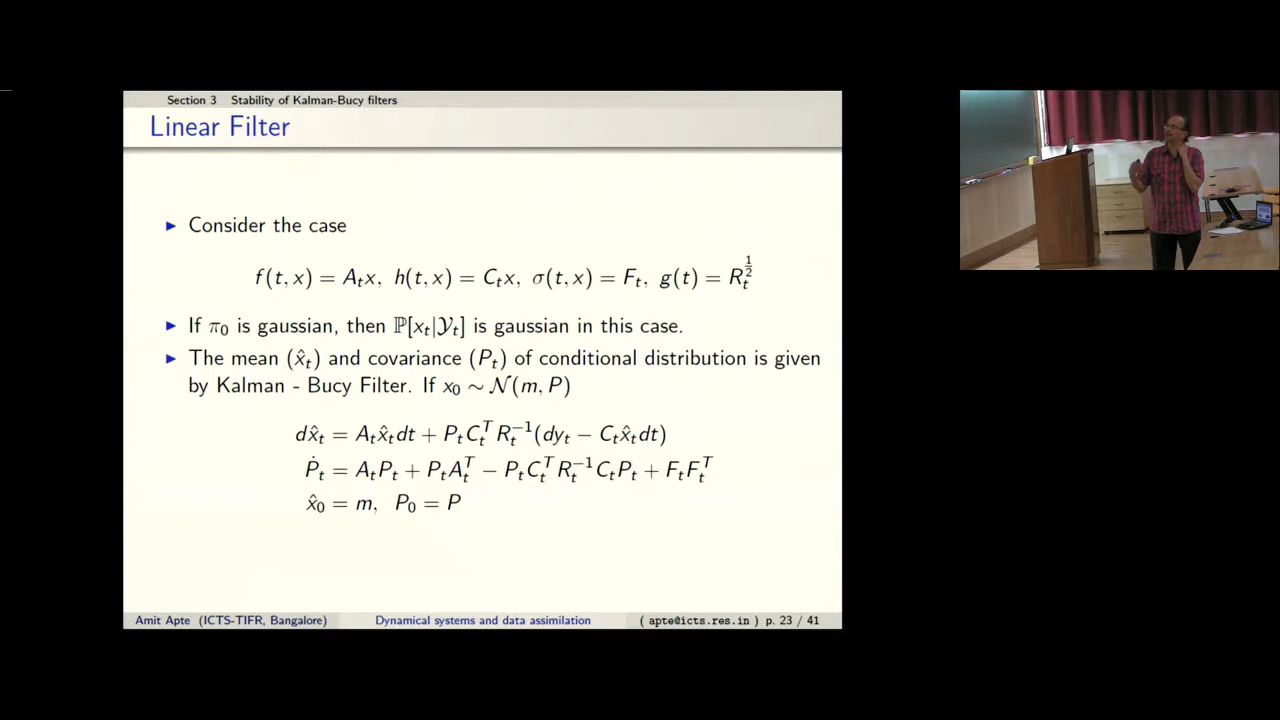 Section 3 Stability of Kalman-Bucy filters
Linear Filter
► Consider the case
f(t, x) = A_t x, h(t, x) = C_t x, σ(t, x) = F_t, g(t) = R_t^{1/2}
► If π_0 is gaussian, then ℙ[x_t|𝒴_t] is gaussian in this case.
► The mean (x̂_t) and covariance (P_t) of conditional distribution is given
by Kalman - Bucy Filter. If x_0 ∼ 𝒩(m, P)
dx̂_t = A_t x̂_t dt + P_t C_t^T R_t^{-1}(dy_t − C_t x̂_t dt)
Ṗ_t = A_t P_t + P_t A_t^T − P_t C_t^T R_t^{-1} C_t P_t + F_t F_t^T
x̂_0 = m, P_0 = P
Amit Apte (ICTS-TIFR, Bangalore) Dynamical systems and data assimilation ( apte@icts.res.in ) p. 23 / 41